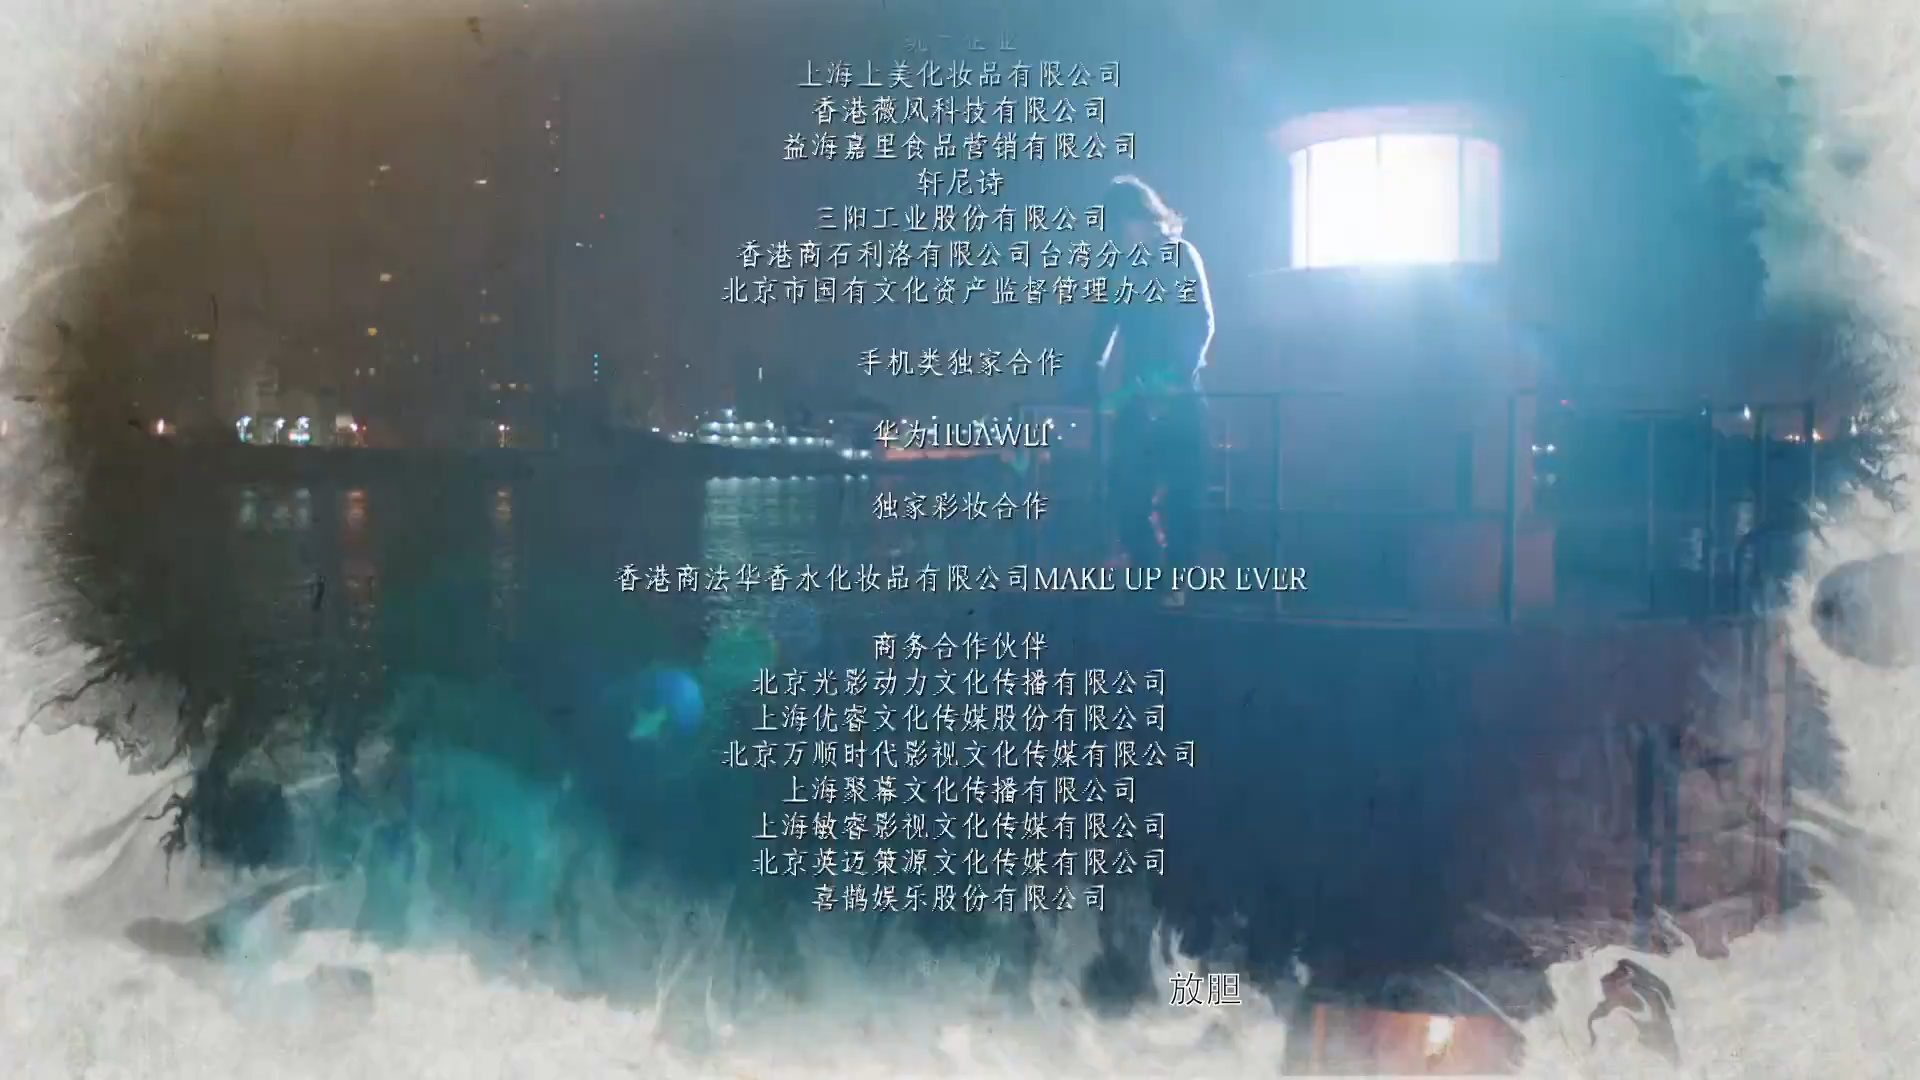 上海上美化妆品有限公司
香港薇风科技有限公司
益海嘉里食品营销有限公司
轩尼诗
三阳工业股份有限公司
香港商石利洛有限公司台湾分公司
北京市国有文化资产监督管理办公室
手机类独家合作
华为HUAWEI
独家彩妆合作
香港商法华香水化妆品有限公司MAKE UP FOR EVER
商务合作伙伴
北京光影动力文化传播有限公司
上海优睿文化传媒股份有限公司
北京万顺时代影视文化传媒有限公司
上海聚幕文化传播有限公司
上海敏睿影视文化传媒有限公司
北京英迈策源文化传媒有限公司
喜鹊娱乐股份有限公司
放胆